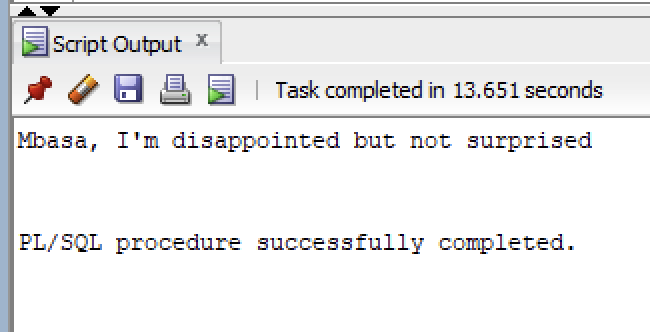 Script Output x
Task completed in 13.651 seconds
Mbasa, I'm disappointed but not surprised
PL/SQL procedure successfully completed.